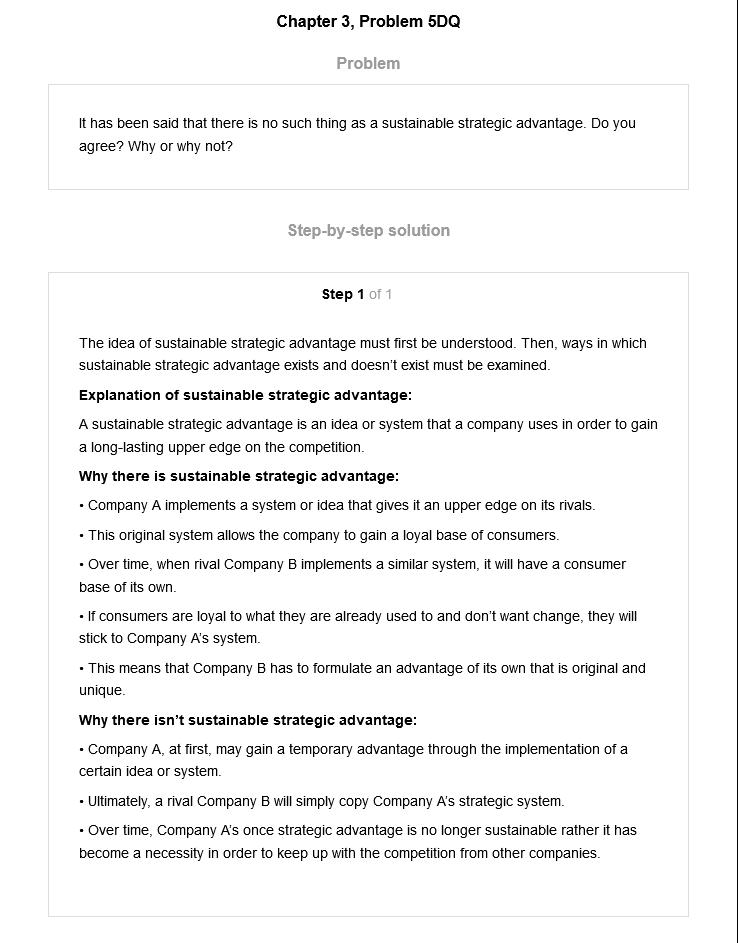 Chapter 3, Problem 5DQ
Problem
It has been said that there is no such thing as a sustainable strategic advantage. Do you
agree? Why or why not?
Step-by-step solution
Step 1 of 1
The idea of sustainable strategic advantage must first be understood. Then, ways in which
sustainable strategic advantage exists and doesn’t exist must be examined.
Explanation of sustainable strategic advantage:
A sustainable strategic advantage is an idea or system that a company uses in order to gain
a long-lasting upper edge on the competition.
Why there is sustainable strategic advantage:
• Company A implements a system or idea that gives it an upper edge on its rivals.
• This original system allows the company to gain a loyal base of consumers.
• Over time, when rival Company B implements a similar system, it will have a consumer
base of its own.
• If consumers are loyal to what they are already used to and don’t want change, they will
stick to Company A’s system.
• This means that Company B has to formulate an advantage of its own that is original and
unique.
Why there isn’t sustainable strategic advantage:
• Company A, at first, may gain a temporary advantage through the implementation of a
certain idea or system.
• Ultimately, a rival Company B will simply copy Company A’s strategic system.
• Over time, Company A’s once strategic advantage is no longer sustainable rather it has
become a necessity in order to keep up with the competition from other companies.